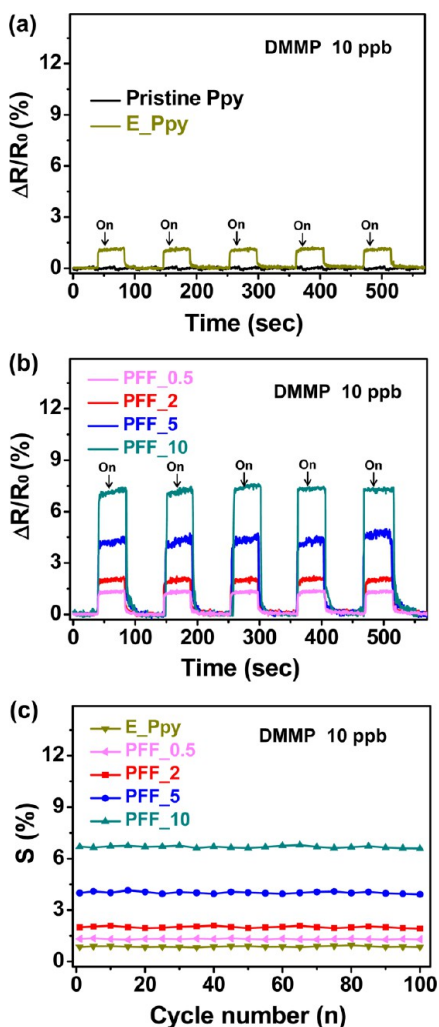 (a)
DMMP 10 ppb
Pristine Ppy
E_Ppy
ΔR/R₀ (%)
12
9
6
3
0
On On On On On
0 100 200 300 400 500
Time (sec)
(b)
PFF_0.5
PFF_2
PFF_5
PFF_10
DMMP 10 ppb
ΔR/R₀ (%)
12
9
6
3
0
On On On On On
0 100 200 300 400 500
Time (sec)
(c)
E_Ppy
PFF_0.5
PFF_2
PFF_5
PFF_10
DMMP 10 ppb
S (%)
12
9
6
3
0
0 20 40 60 80 100
Cycle number (n)